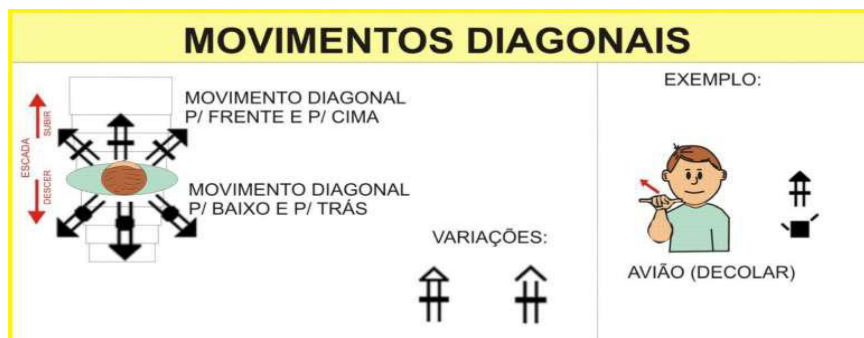 MOVIMENTOS DIAGONAIS
ESCADA
SUBIR
DESCER
MOVIMENTO DIAGONAL
P/ FRENTE E P/ CIMA
MOVIMENTO DIAGONAL
P/ BAIXO E P/ TRÁS
VARIAÇÕES:
EXEMPLO:
AVIÃO (DECOLAR)